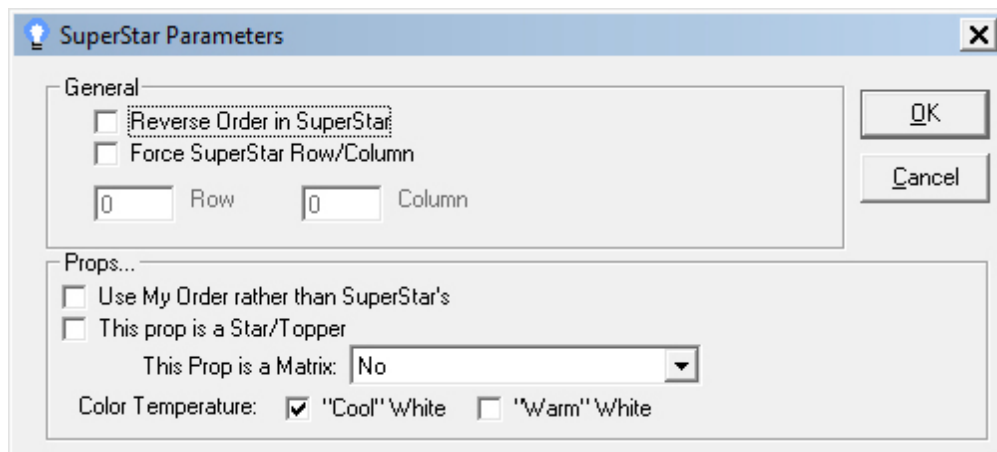 SuperStar Parameters
General
OK
Reverse Order in SuperStar
Force SuperStar Row/Column
Cancel
0 Row 0 Column
Props...
Use My Order rather than SuperStar's
This prop is a Star/Topper
This Prop is a Matrix: No
Color Temperature: "Cool" White "Warm" White